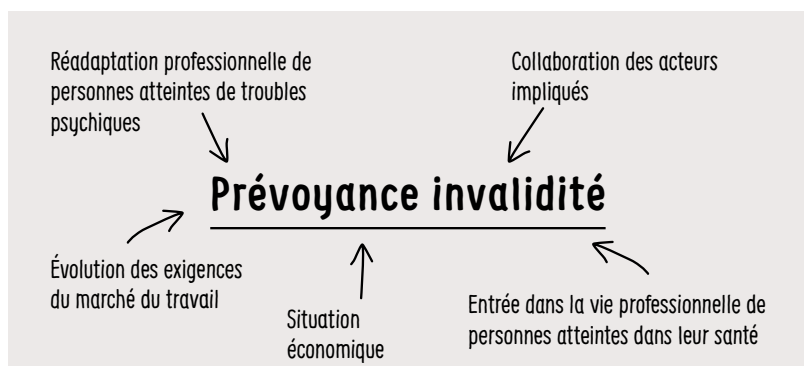 Réadaptation professionnelle de
personnes atteintes de troubles
psychiques
Collaboration des acteurs
impliqués
Prévoyance invalidité
Évolution des exigences
du marché du travail
Situation
économique
Entrée dans la vie professionnelle de
personnes atteintes dans leur santé